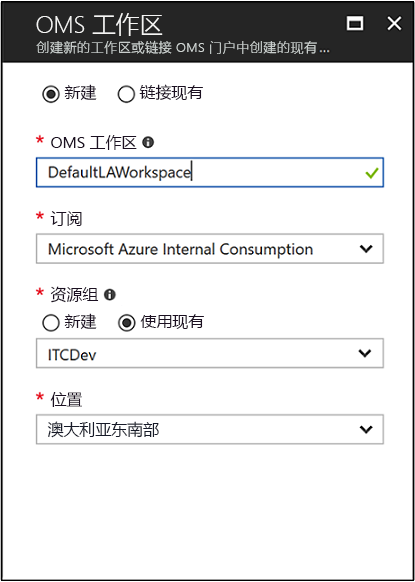 OMS 工作区
创建新的工作区或链接 OMS 门户中创建的现有...
新建 链接现有
* OMS 工作区
DefaultLAWorkspace
* 订阅
Microsoft Azure Internal Consumption
* 资源组
新建 使用现有
ITCDev
* 位置
澳大利亚东南部